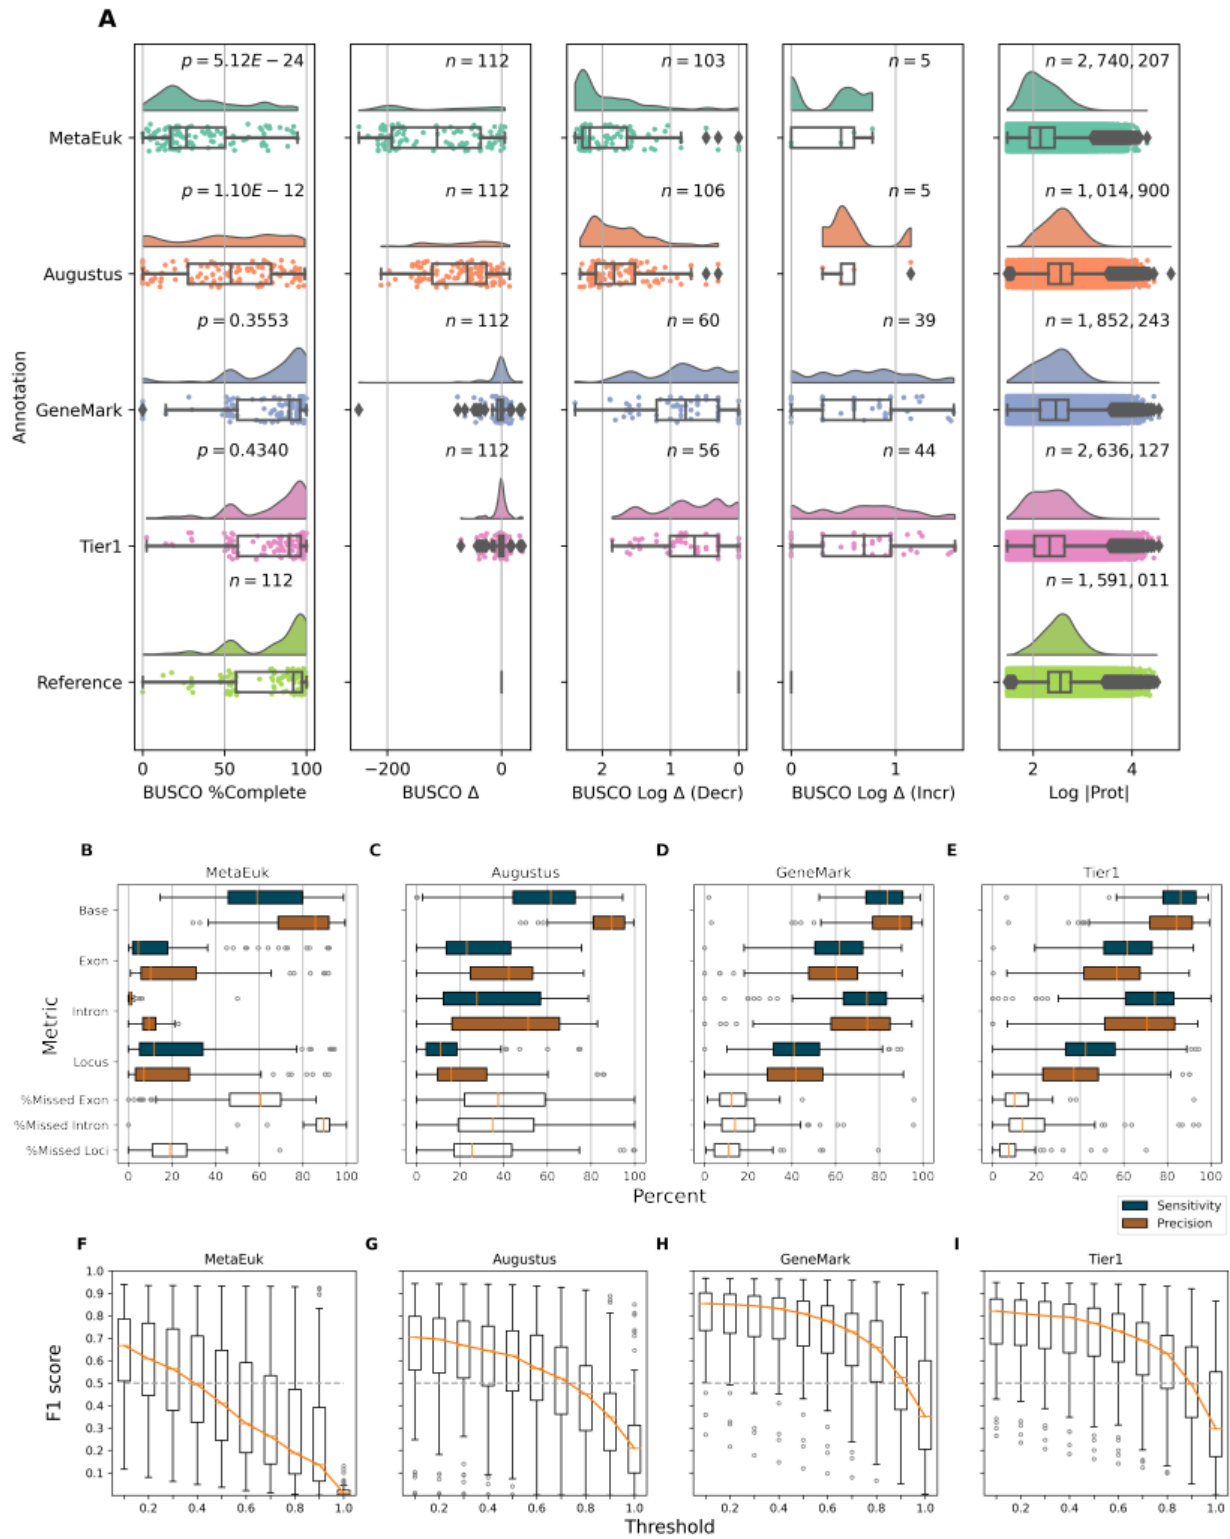 A
p = 5.12E − 24 n = 112 n = 103 n = 5 n = 2, 740, 207
MetaEuk
p = 1.10E − 12 n = 112 n = 106 n = 5 n = 1, 014, 900
Augustus
p = 0.3553 n = 112 n = 60 n = 39 n = 1, 852, 243
Annotation
GeneMark
p = 0.4340 n = 112 n = 56 n = 44 n = 2, 636, 127
Tier1
n = 112 n = 1, 591, 011
Reference
0 50 100 −200 0 2 1 0 0 1 2 4
BUSCO %Complete BUSCO Δ BUSCO Log Δ (Decr) BUSCO Log Δ (Incr) Log |Prot|
B C D E
MetaEuk Augustus GeneMark Tier1
Metric
Base
Exon
Intron
Locus
%Missed Exon
%Missed Intron
%Missed Loci
0 20 40 60 80 100 0 20 40 60 80 100 0 20 40 60 80 100 0 20 40 60 80 100
Percent
Sensitivity
Precision
F G H I
MetaEuk Augustus GeneMark Tier1
F1 score
1.0
0.9
0.8
0.7
0.6
0.5
0.4
0.3
0.2
0.1
0.2 0.4 0.6 0.8 1.0 0.2 0.4 0.6 0.8 1.0 0.2 0.4 0.6 0.8 1.0 0.2 0.4 0.6 0.8 1.0
Threshold